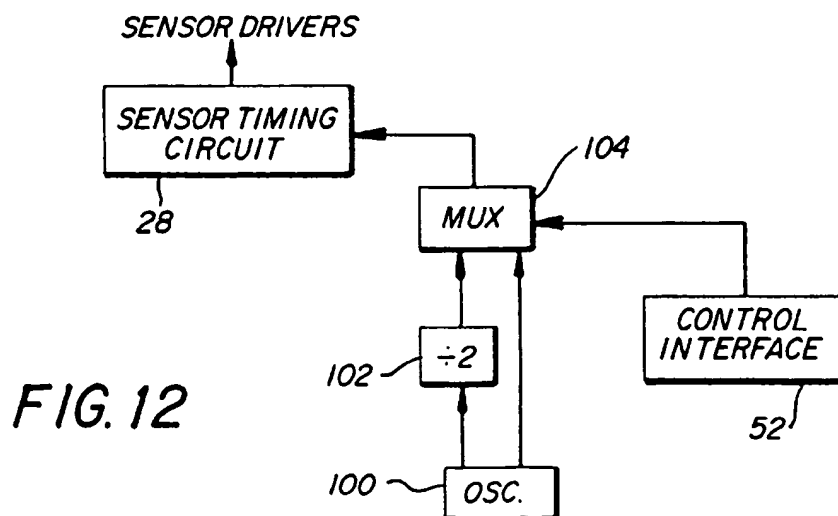 SENSOR DRIVERS
SENSOR TIMING
CIRCUIT
28
104
MUX
CONTROL
INTERFACE
52
102
÷2
FIG. 12
100
OSC.